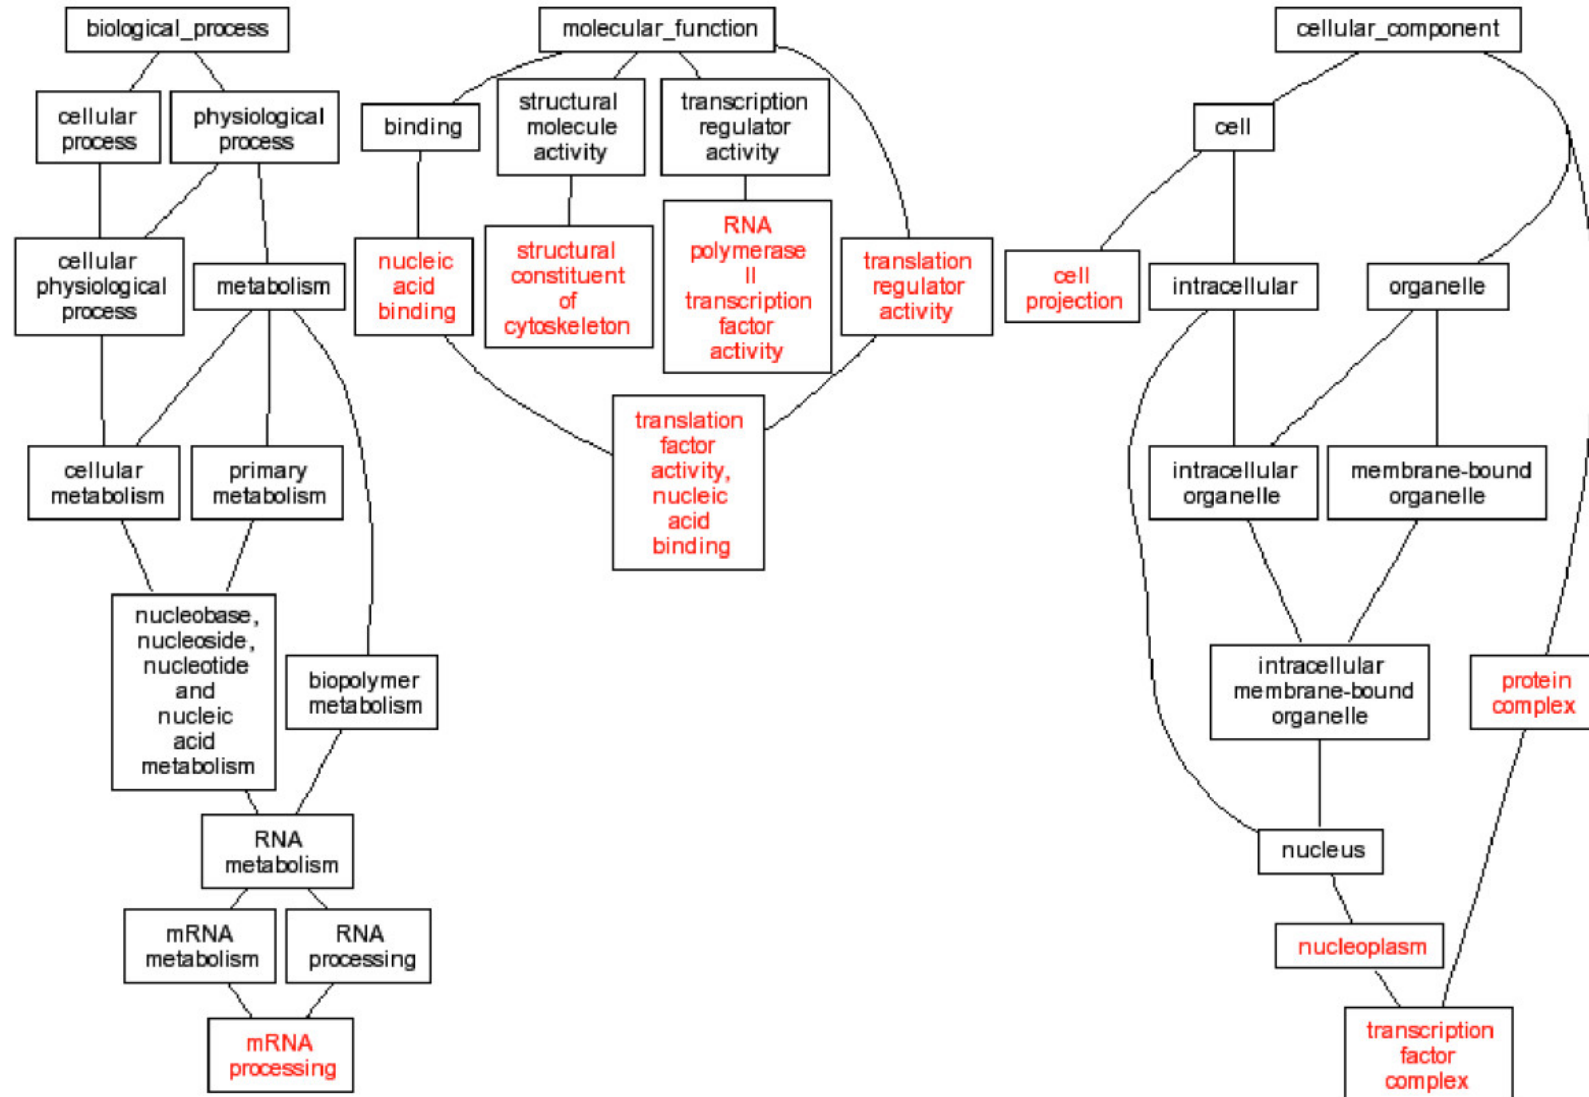 biological_process
molecular_function
cellular_component
cellular
process
physiological
process
binding
structural
molecule
activity
transcription
regulator
activity
cell
cellular
physiological
process
metabolism
nucleic
acid
binding
structural
constituent
of
cytoskeleton
RNA
polymerase
II
transcription
factor
activity
translation
regulator
activity
cell
projection
intracellular
organelle
cellular
metabolism
primary
metabolism
translation
factor
activity,
nucleic
acid
binding
intracellular
organelle
membrane-bound
organelle
nucleobase,
nucleoside,
nucleotide
and
nucleic
acid
metabolism
biopolymer
metabolism
intracellular
membrane-bound
organelle
protein
complex
RNA
metabolism
nucleus
mRNA
metabolism
RNA
processing
nucleoplasm
mRNA
processing
transcription
factor
complex